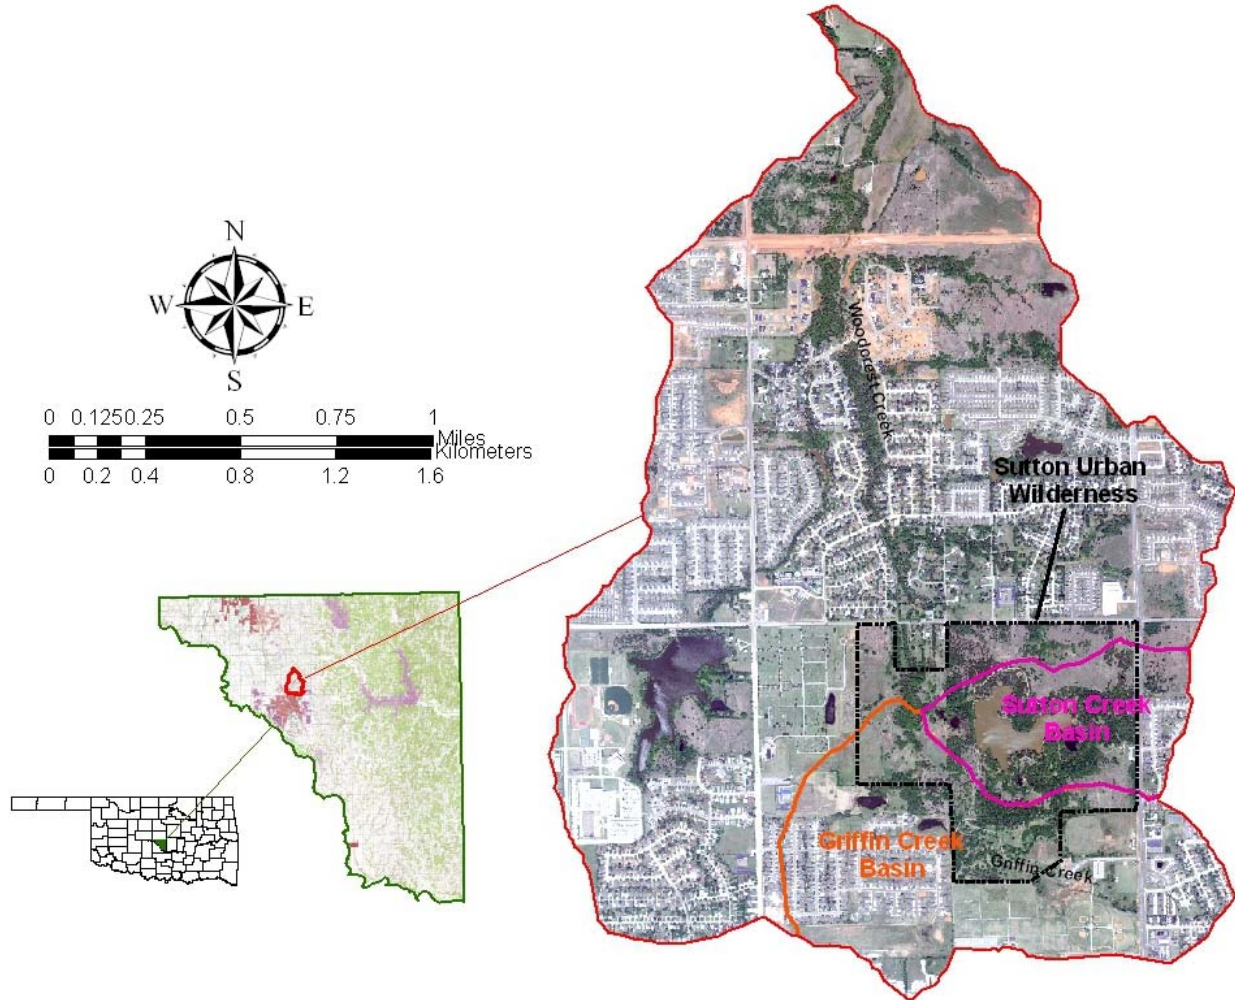 N
W
E
S
0 0.125 0.25 0.5 0.75 1
Miles
Kilometers
0 0.2 0.4 0.8 1.2 1.6
Woodcrest Creek
Sutton Urban
Wilderness
Sutton Creek
Basin
Griffin Creek
Basin
Griffin Creek